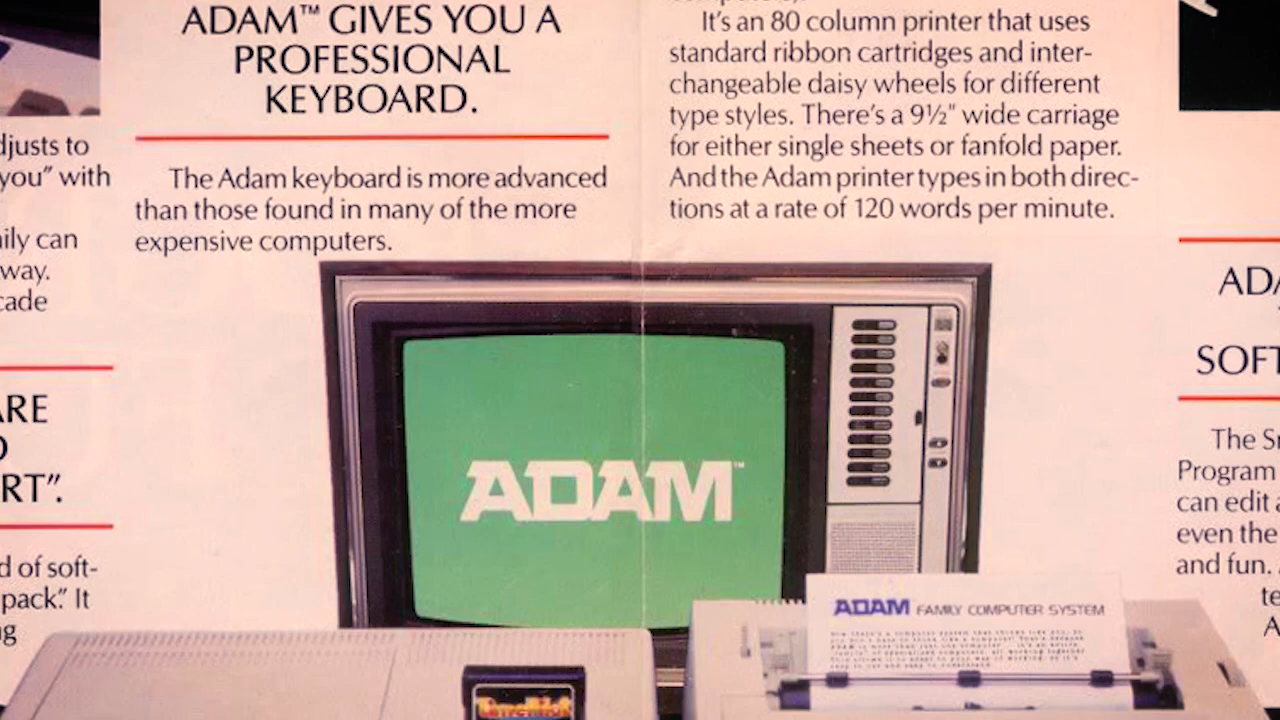 djusts to
you” with
ily can
way.
cade
ARE
RT”.
d of soft-
pack.” It
ADAM™ GIVES YOU A
PROFESSIONAL
KEYBOARD.
The Adam keyboard is more advanced
than those found in many of the more
expensive computers.
It’s an 80 column printer that uses
standard ribbon cartridges and inter-
changeable daisy wheels for different
type styles. There’s a 9½" wide carriage
for either single sheets or fanfold paper.
And the Adam printer types in both direc-
tions at a rate of 120 words per minute.
ADAM™
ADAM™ FAMILY COMPUTER SYSTEM
ADA
SOFT
The Sm
Program
can edit a
even the
and fun.
te
A